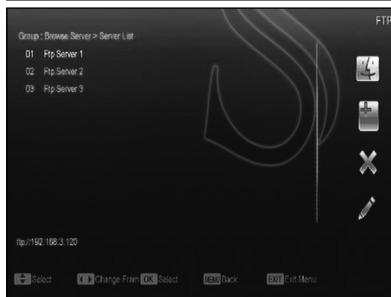 FTP
Group : Browse Server > Server List
01 Ftp Server 1
02 Ftp Server 2
03 Ftp Server 3
ftp://192.168.3.120
Select Change Fram OK Select MENU Back EXIT Exit Menu